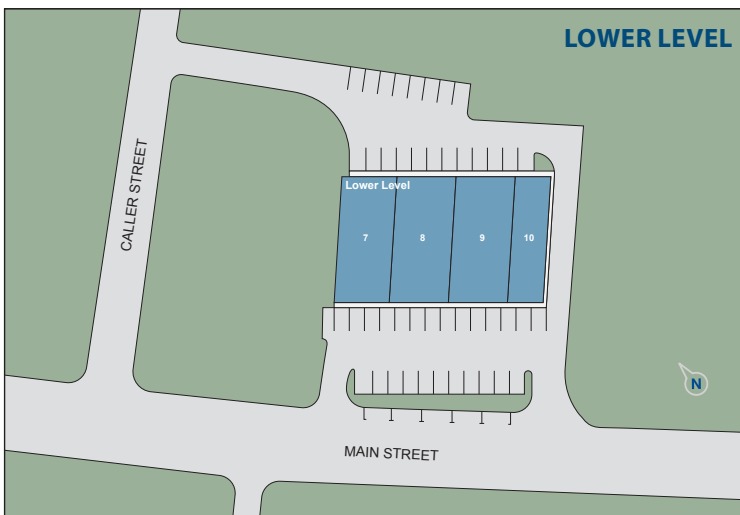 LOWER LEVEL
CALLER STREET
Lower Level
7 8 9 10
N
MAIN STREET